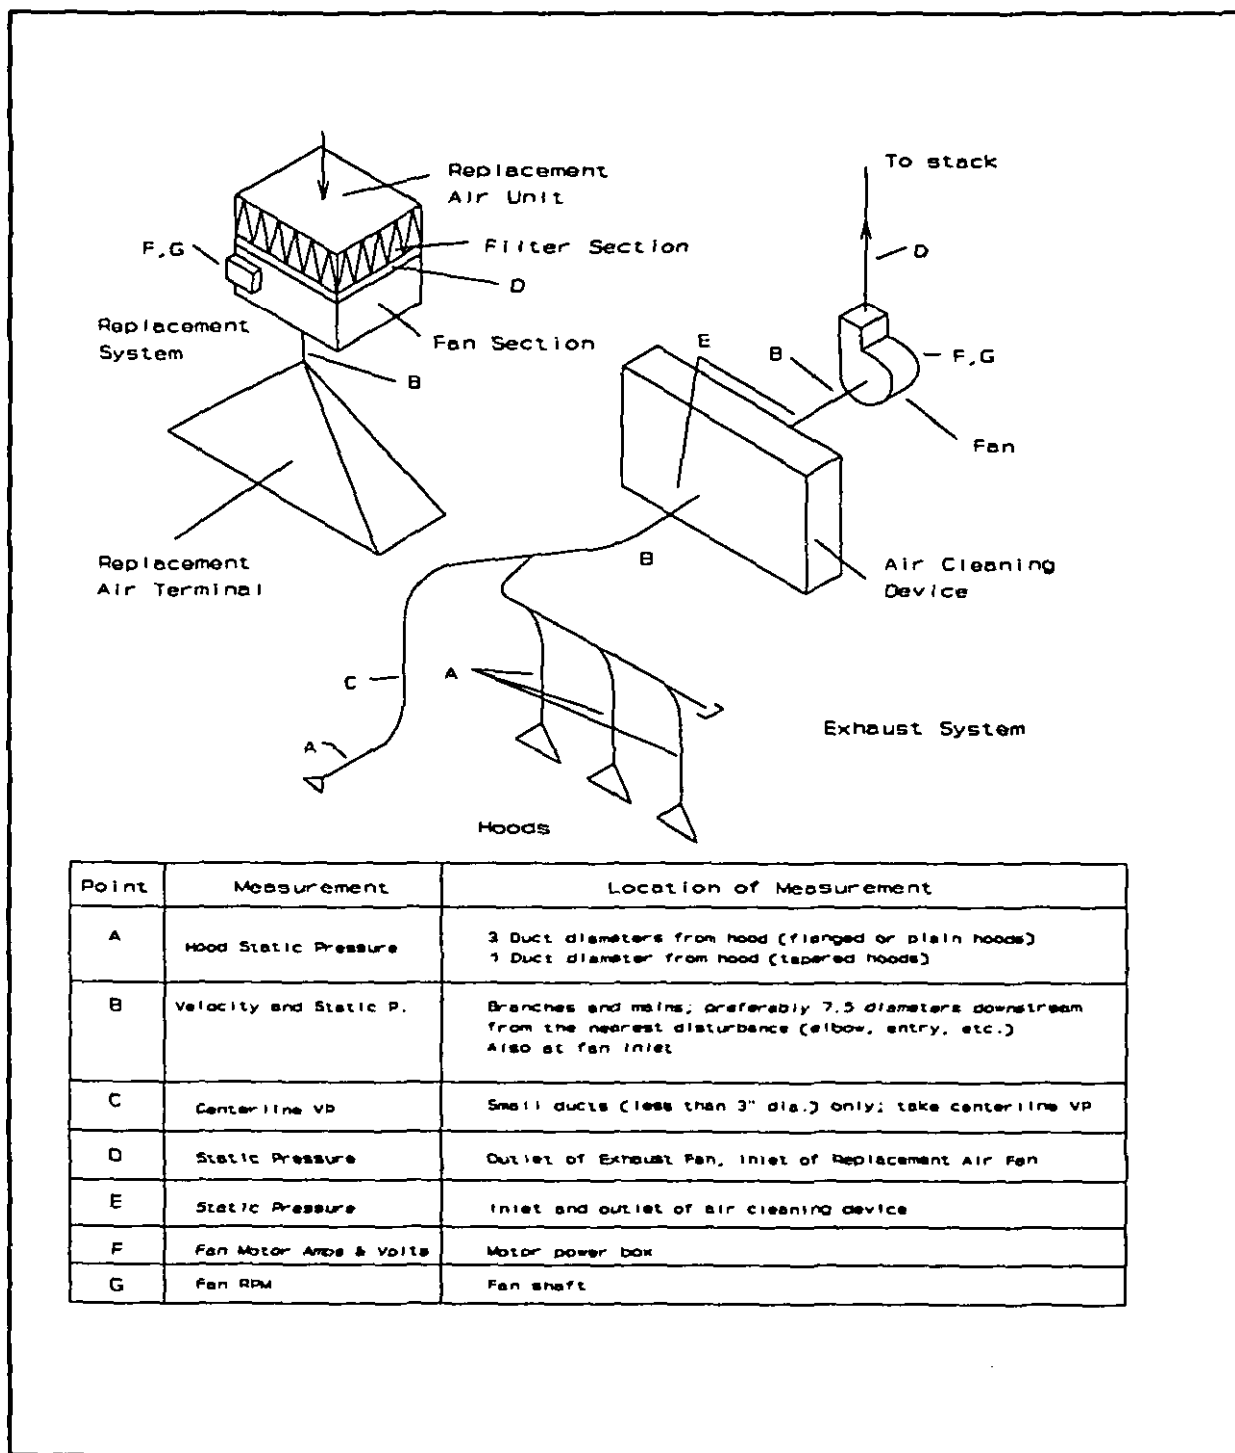 Replacement
Air Unit
To stack
F,G
Filter Section
D
D
Replacement
System
Fan Section
E
B
F,G
B
Fan
Replacement
Air Terminal
B
Air Cleaning
Device
C
A
A
Exhaust System
Hoods
Point Measurement Location of Measurement
A Hood Static Pressure 3 Duct diameters from hood (flanged or plain hoods)
1 Duct diameter from hood (tapered hoods)
B Velocity and Static P. Branches and mains; preferably 7.5 diameters downstream
from the nearest disturbance (elbow, entry, etc.)
Also at fan inlet
C Centerline VP Small ducts (less than 3" dia.) only; take centerline VP
D Static Pressure Outlet of Exhaust Fan, Inlet of Replacement Air Fan
E Static Pressure Inlet and outlet of air cleaning device
F Fan Motor Amps & Volts Motor power box
G Fan RPM Fan shaft